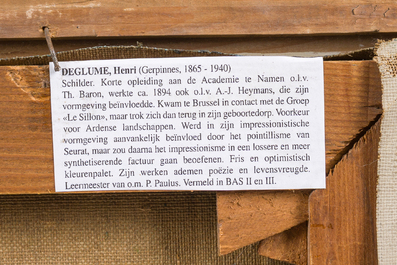 DEGLUME, Henri (Gerpinnes, 1865 - 1940)
Schilder. Korte opleiding aan de Academie te Namen o.l.v.
Th. Baron, werkte ca. 1894 ook o.l.v. A.-J. Heymans, die zijn
vormgeving beïnvloedde. Kwam te Brussel in contact met de Groep
«Le Sillon», maar trok zich dan terug in zijn geboortedorp. Voorkeur
voor Ardense landschappen. Werd in zijn impressionistische
vormgeving aanvankelijk beïnvloed door het pointillisme van
Seurat, maar zou daarna het impressionisme in een lossere en meer
synthetiserende factuur gaan beoefenen. Fris en optimistisch
kleurenpalet. Zijn werken ademen poëzie en levensvreugde.
Leermeester van o.m. P. Paulus. Vermeld in BAS II en III.